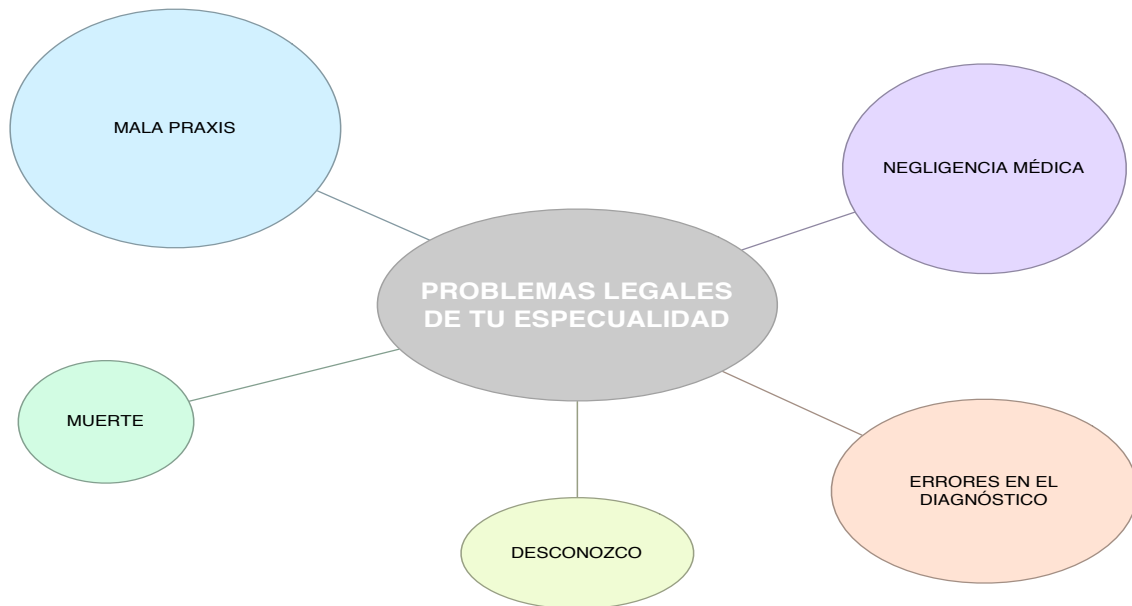 MALA PRAXIS
NEGLIGENCIA MÉDICA
PROBLEMAS LEGALES
DE TU ESPECUALIDAD
MUERTE
ERRORES EN EL
DIAGNÓSTICO
DESCONOZCO